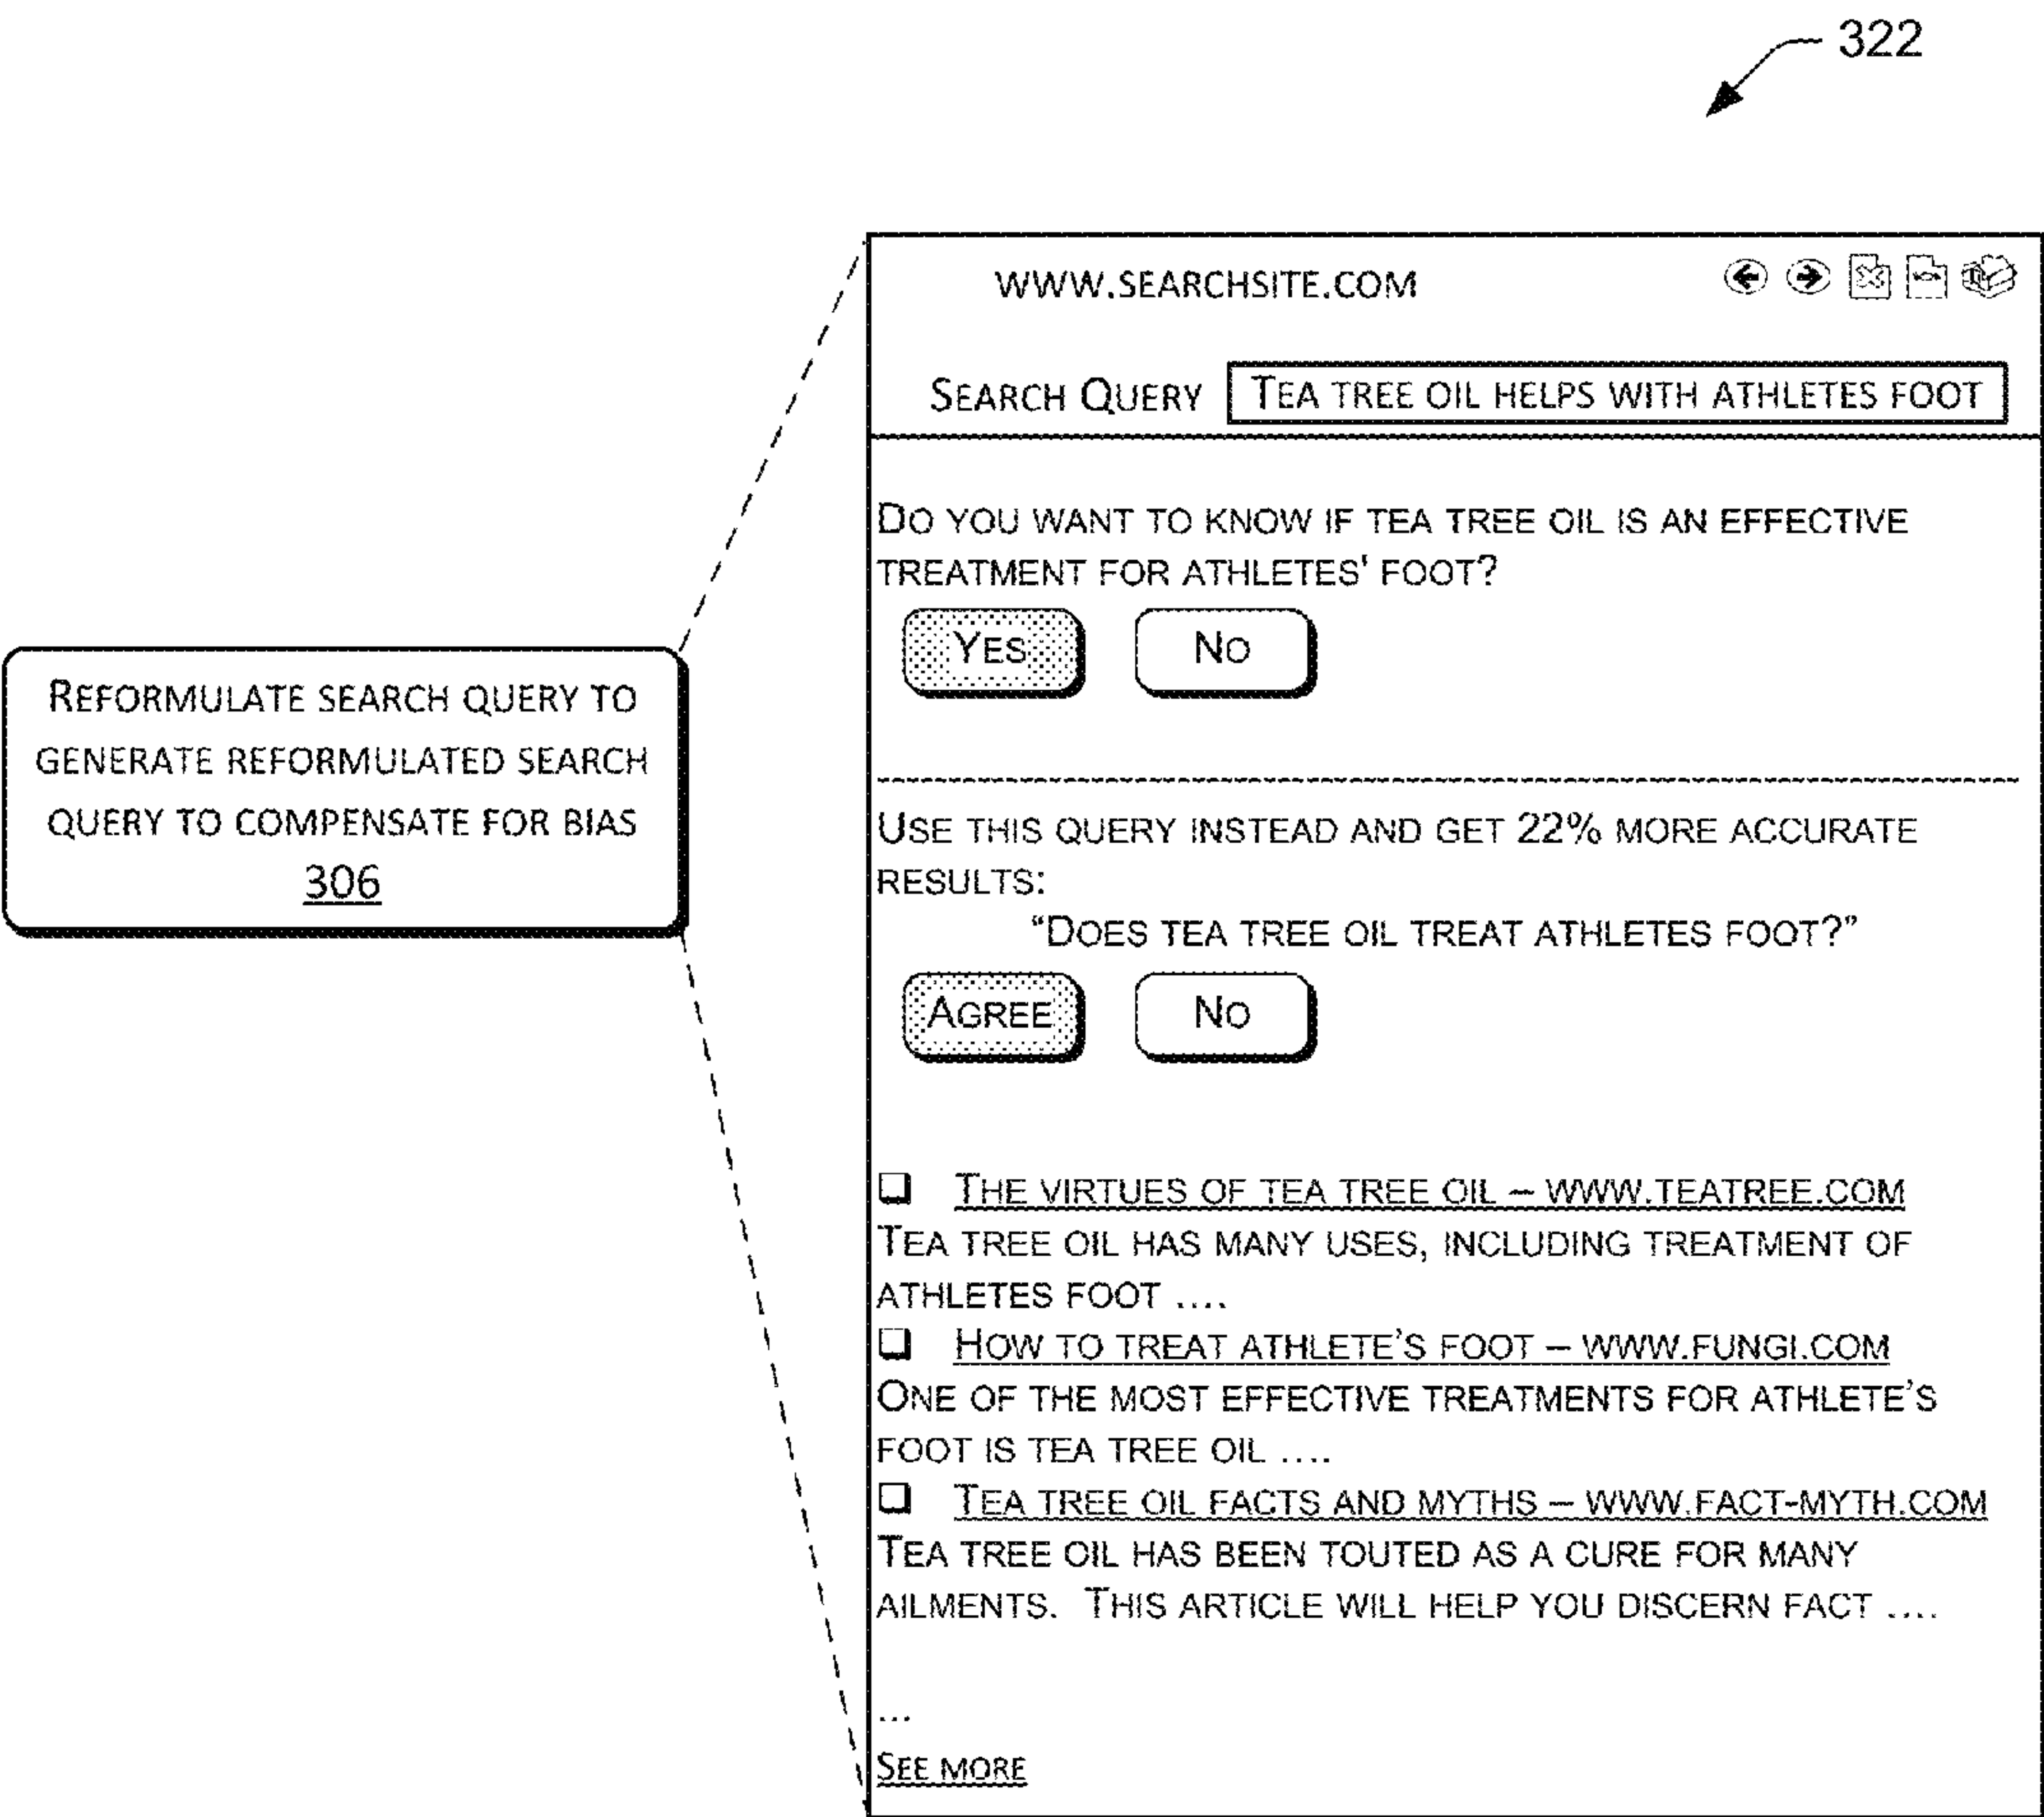 322
WWW.SEARCHSITE.COM
SEARCH QUERY TEA TREE OIL HELPS WITH ATHLETES FOOT
DO YOU WANT TO KNOW IF TEA TREE OIL IS AN EFFECTIVE
TREATMENT FOR ATHLETES' FOOT?
YES NO
REFORMULATE SEARCH QUERY TO
GENERATE REFORMULATED SEARCH
QUERY TO COMPENSATE FOR BIAS
306
USE THIS QUERY INSTEAD AND GET 22% MORE ACCURATE
RESULTS:
“DOES TEA TREE OIL TREAT ATHLETES FOOT?”
AGREE NO
THE VIRTUES OF TEA TREE OIL – WWW.TEATREE.COM
TEA TREE OIL HAS MANY USES, INCLUDING TREATMENT OF
ATHLETES FOOT ....
HOW TO TREAT ATHLETE'S FOOT – WWW.FUNGI.COM
ONE OF THE MOST EFFECTIVE TREATMENTS FOR ATHLETE'S
FOOT IS TEA TREE OIL ....
TEA TREE OIL FACTS AND MYTHS – WWW.FACT-MYTH.COM
TEA TREE OIL HAS BEEN TOUTED AS A CURE FOR MANY
AILMENTS. THIS ARTICLE WILL HELP YOU DISCERN FACT ....
...
SEE MORE